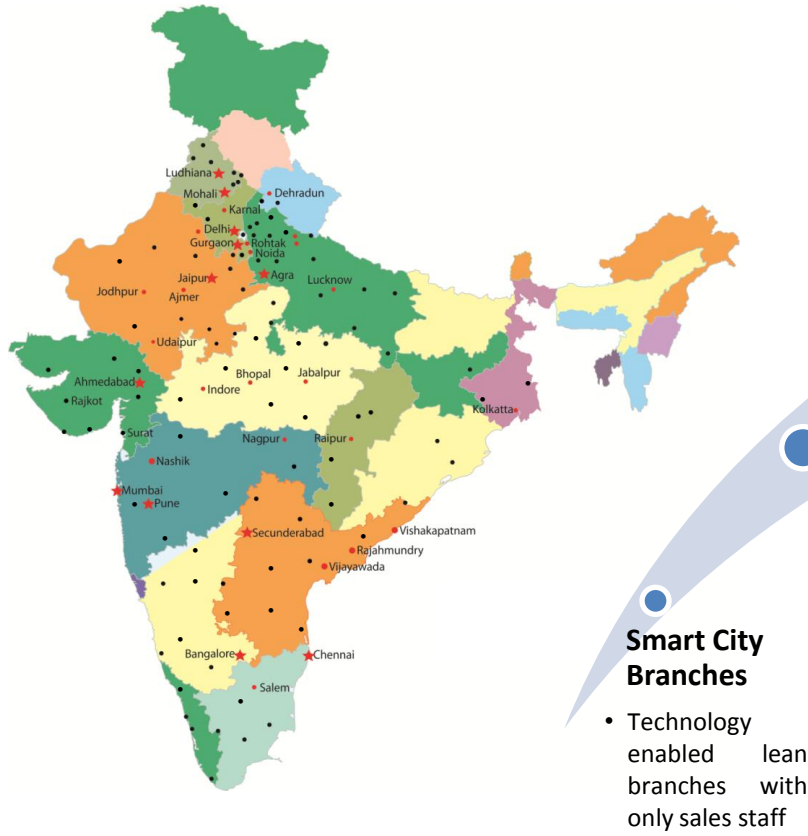 Ludhiana
Mohali
Dehradun
Karnal
Delhi
Gurgaon
Rohtak
Noida
Jaipur
Agra
Jodhpur
Ajmer
Lucknow
Udaipur
Ahmedabad
Bhopal
Jabalpur
Indore
Rajkot
Kolkatta
Surat
Nagpur
Raipur
Nashik
Mumbai
Pune
Secunderabad
Vishakapatnam
Rajahmundry
Vijayawada
Bangalore
Chennai
Salem
Smart City
Branches
• Technology
enabled lean
branches with
only sales staff